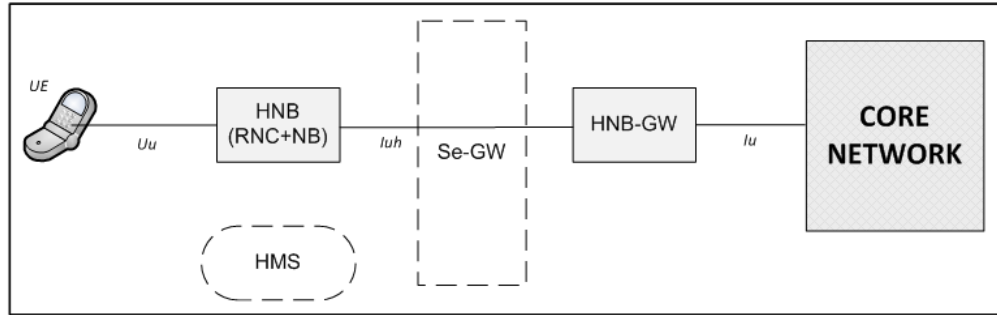 UE
Uu
HNB
(RNC+NB)
Iuh
Se-GW
HNB-GW
Iu
CORE
NETWORK
HMS